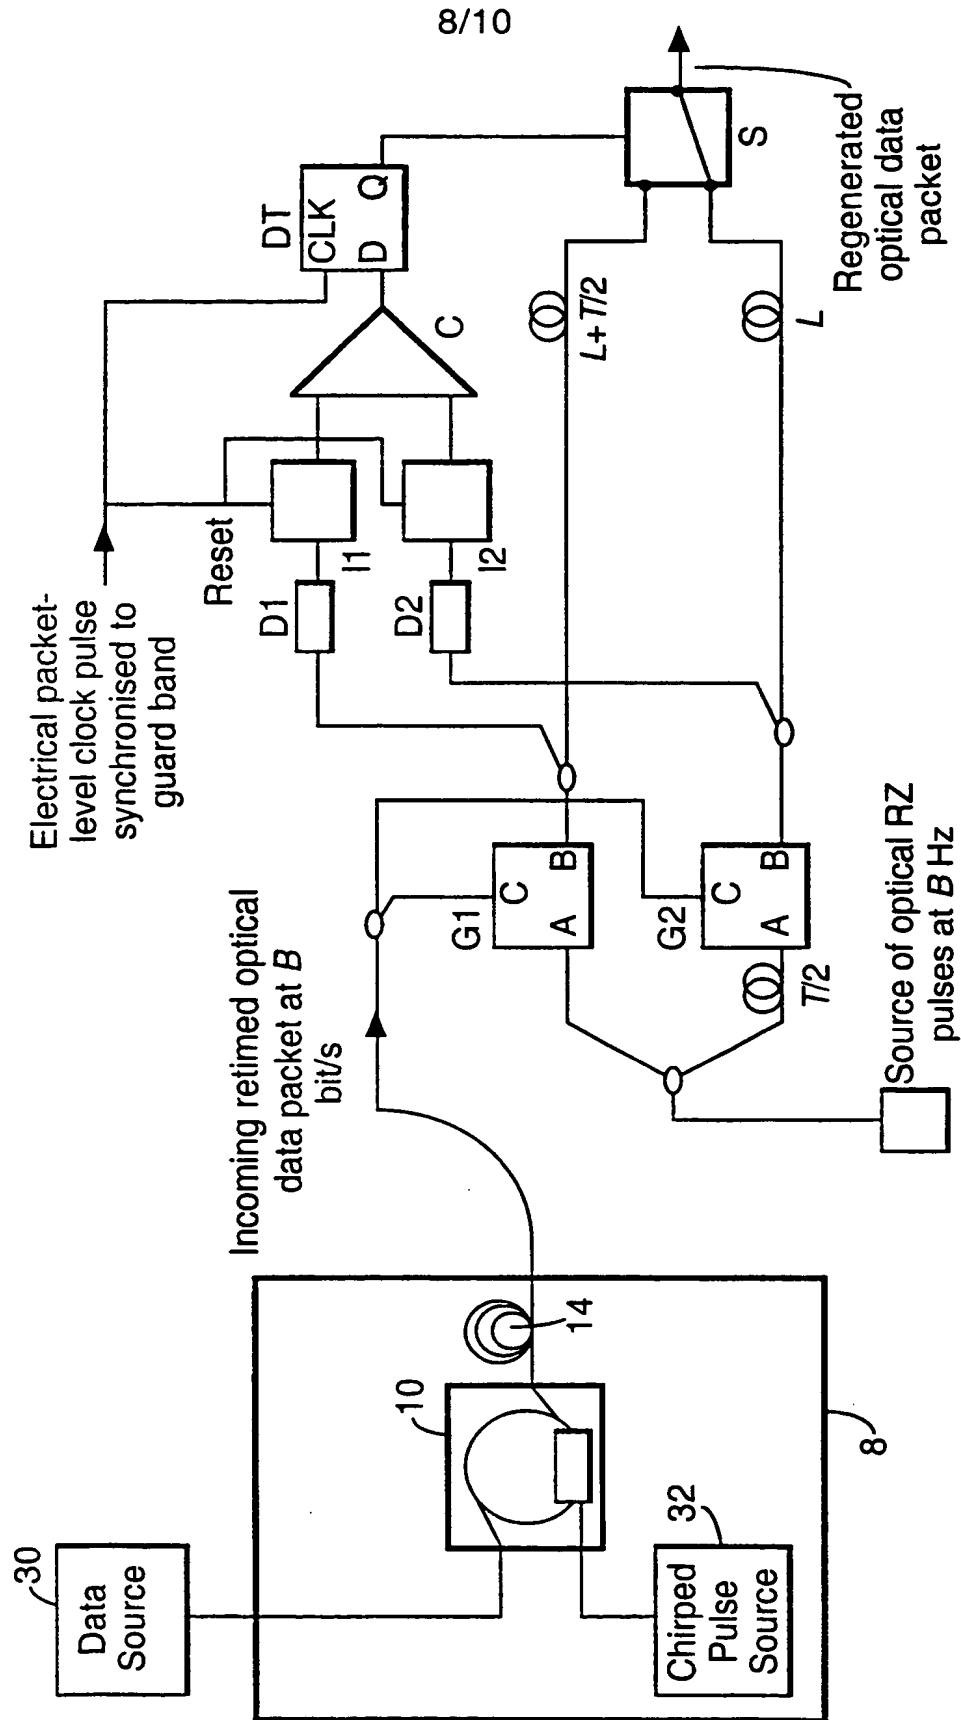 8/10
30
Data
Source
Chirped
Pulse
Source
32
10
14
8
Incoming retimed optical
data packet at B
bit/s
Electrical packet-
level clock pulse
synchronised to
guard band
Reset
D1
I1
D2
I2
C
DT
CLK
D
Q
G1
C
A
B
G2
C
A
B
T/2
Source of optical RZ
pulses at B Hz
L+T/2
L
S
Regenerated
optical data
packet